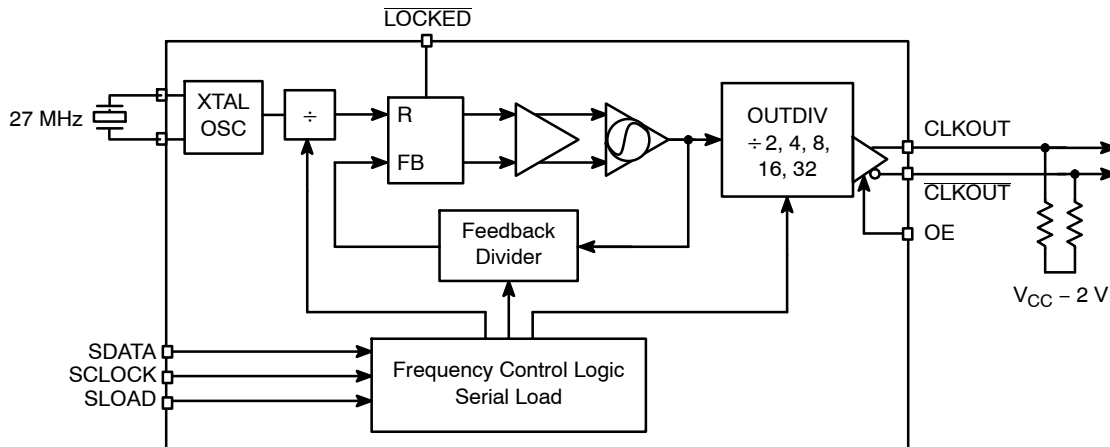 LOCKED
27 MHz
XTAL
OSC
÷
R
FB
OUTDIV
÷ 2, 4, 8,
16, 32
CLKOUT
CLKOUT
OE
Feedback
Divider
VCC − 2 V
SDATA
SCLOCK
SLOAD
Frequency Control Logic
Serial Load